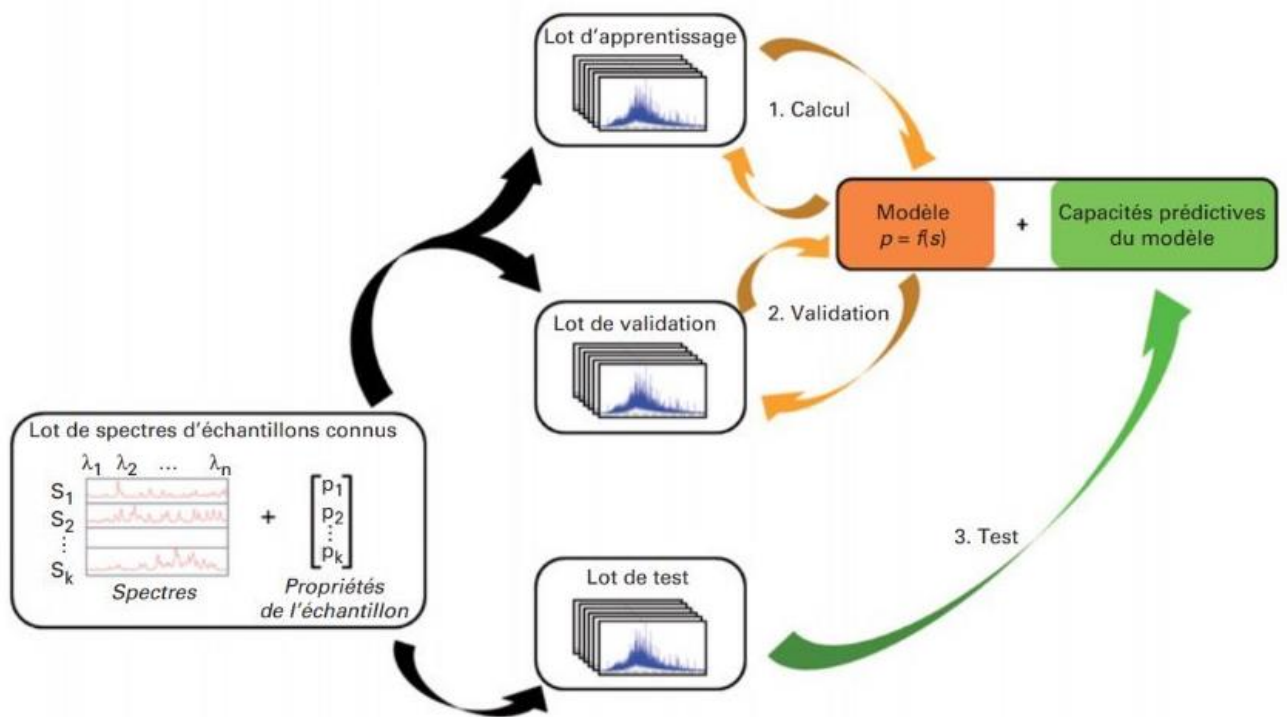 Lot d'apprentissage
1. Calcul
Modèle
p = f(s)
+
Capacités prédictives
du modèle
Lot de validation
2. Validation
Lot de spectres d'échantillons connus
λ1 λ2 ... λn
S1
S2
⋮
Sk
Spectres
+
p1
p2
⋮
pk
Propriétés
de l'échantillon
Lot de test
3. Test